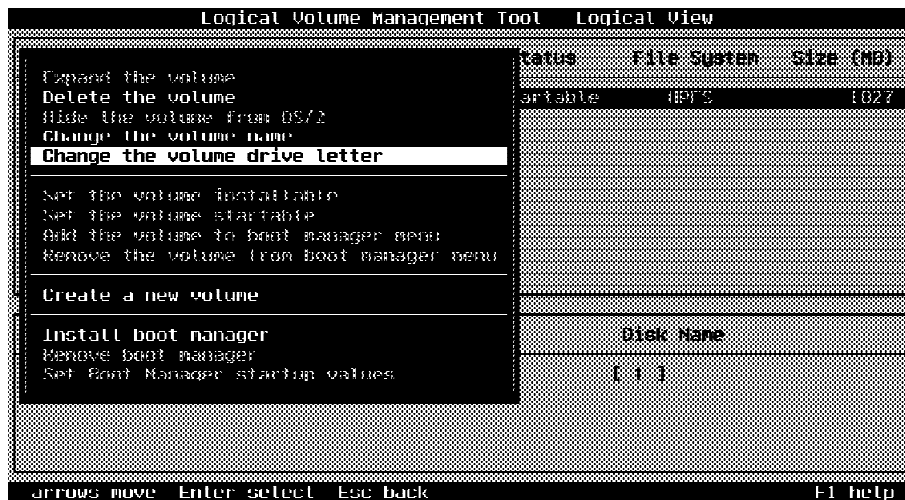 Logical Volume Management Tool   Logical View
Status   File System   Size (MB)
Expand the volume
Delete the volume
artable   HPFS   1027
Hide the volume from OS/2
Change the volume name
Change the volume drive letter
Set the volume installable
Set the volume startable
Add the volume to boot manager menu
Remove the volume from boot manager menu
Create a new volume
Install boot manager
Disk Name
Remove boot manager
Set Boot Manager startup values
[ 1 ]
arrows move  Enter select  Esc back   F1 help